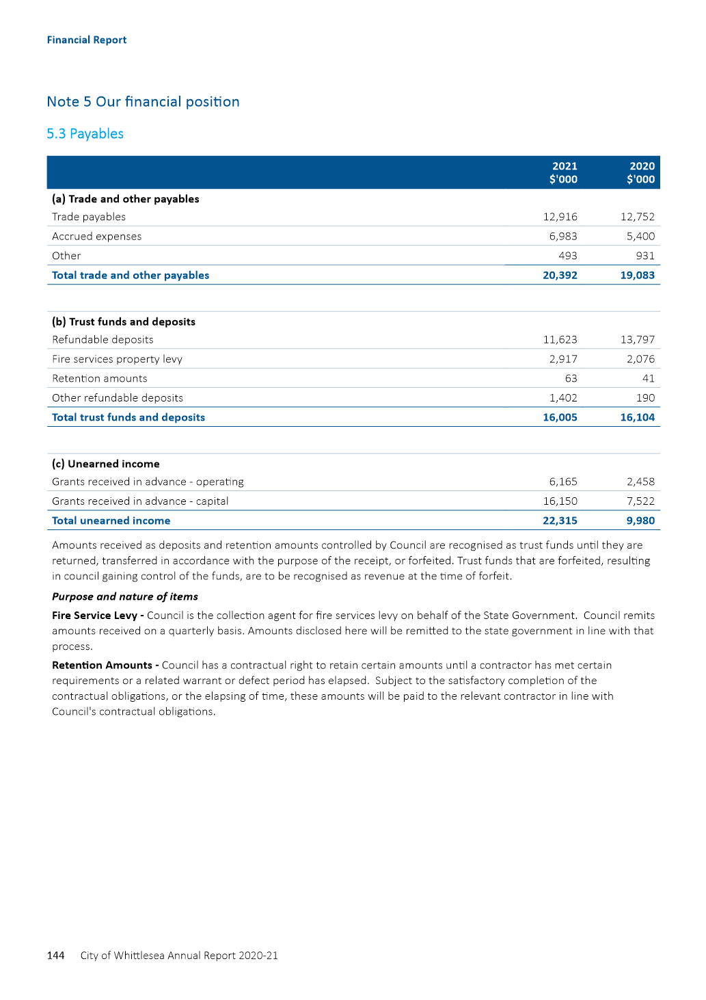 Financial Report
Note 5 Our financial position
5.3 Payables
2021 2020
$'000 $'000
(a) Trade and other payables
Trade payables 12,916 12,752
Accrued expenses 6,983 5,400
Other 493 931
Total trade and other payables 20,392 19,083
(b) Trust funds and deposits
Refundable deposits 11,623 13,797
Fire services property levy 2,917 2,076
Retention amounts 63 41
Other refundable deposits 1,402 190
Total trust funds and deposits 16,005 16,104
(c) Unearned income
Grants received in advance - operating 6,165 2,458
Grants received in advance - capital 16,150 7,522
Total unearned income 22,315 9,980
Amounts received as deposits and retention amounts controlled by Council are recognised as trust funds until they are
returned, transferred in accordance with the purpose of the receipt, or forfeited. Trust funds that are forfeited, resulting
in council gaining control of the funds, are to be recognised as revenue at the time of forfeit.
Purpose and nature of items
Fire Service Levy - Council is the collection agent for fire services levy on behalf of the State Government.  Council remits
amounts received on a quarterly basis. Amounts disclosed here will be remitted to the state government in line with that
process.
Retention Amounts - Council has a contractual right to retain certain amounts until a contractor has met certain
requirements or a related warrant or defect period has elapsed.  Subject to the satisfactory completion of the
contractual obligations, or the elapsing of time, these amounts will be paid to the relevant contractor in line with
Council's contractual obligations.
144 City of Whittlesea Annual Report 2020-21